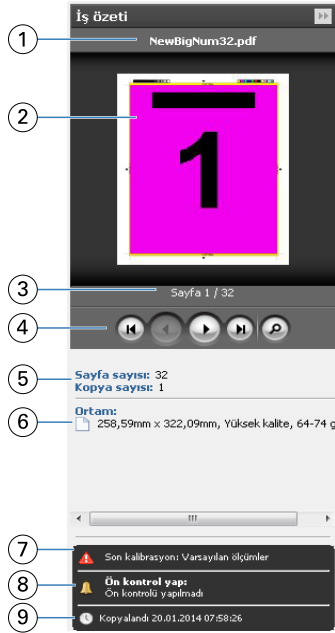 İş özeti
1 NewBigNum32.pdf
2
1
3 Sayfa 1 / 32
4
5 Sayfa sayısı: 32
Kopya sayısı: 1
Ortam:
6 258,59mm x 322,09mm, Yüksek kalite, 64-74 g
7 Son kalibrasyon: Varsayılan ölçümler
8 Ön kontrol yap:
Ön kontrolü yapılmadı
9 Kopyalandı 20.01.2014 07:58:26